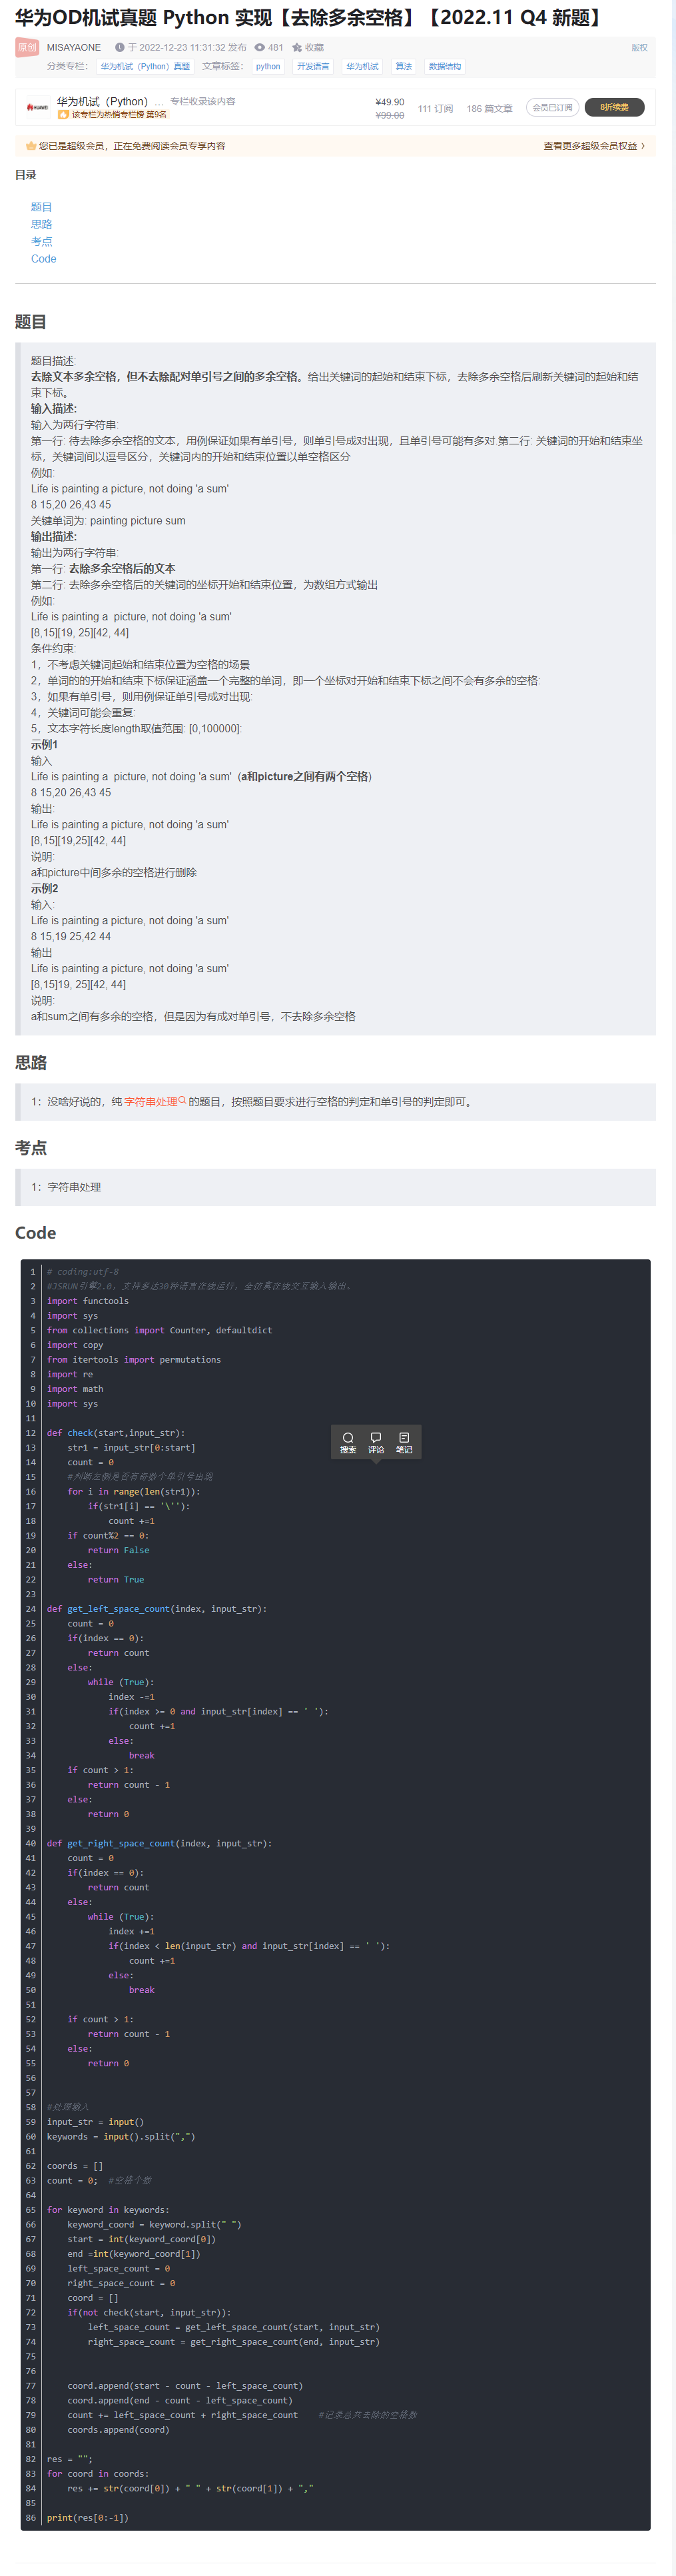 华为OD机试真题 Python 实现【去除多余空格】【2022.11 Q4 新题】
原创 MISAYAONE 于 2022-12-23 11:31:32 发布 481 收藏 版权
分类专栏： 华为机试（Python）真题 文章标签： python 开发语言 华为机试 算法 数据结构
华为机试（Python）... 专栏收录该内容
该专栏为热销专栏榜 第9名
¥49.90
¥99.00
111 订阅 186 篇文章 会员已订阅 8折续费
您已是超级会员，正在免费阅读会员专享内容 查看更多超级会员权益
目录
题目
思路
考点
Code
题目
题目描述:
去除文本多余空格，但不去除配对单引号之间的多余空格。给出关键词的起始和结束下标，去除多余空格后刷新关键词的起始和结
束下标。
输入描述:
输入为两行字符串:
第一行: 待去除多余空格的文本，用例保证如果有单引号，则单引号成对出现，且单引号可能有多对.第二行: 关键词的开始和结束坐
标，关键词间以逗号区分，关键词内的开始和结束位置以单空格区分
例如:
Life is painting a picture, not doing 'a sum'
8 15,20 26,43 45
关键单词为: painting picture sum
输出描述:
输出为两行字符串:
第一行: 去除多余空格后的文本
第二行: 去除多余空格后的关键词的坐标开始和结束位置，为数组方式输出
例如:
Life is painting a  picture, not doing 'a sum'
[8,15][19, 25][42, 44]
条件约束:
1，不考虑关键词起始和结束位置为空格的场景
2，单词的的开始和结束下标保证涵盖一个完整的单词，即一个坐标对开始和结束下标之间不会有多余的空格:
3，如果有单引号，则用例保证单引号成对出现:
4，关键词可能会重复:
5，文本字符长度length取值范围: [0,100000]:
示例1
输入
Life is painting a  picture, not doing 'a sum'  (a和picture之间有两个空格)
8 15,20 26,43 45
输出:
Life is painting a picture, not doing 'a sum'
[8,15][19,25][42, 44]
说明:
a和picture中间多余的空格进行删除
示例2
输入:
Life is painting a picture, not doing 'a sum'
8 15,19 25,42 44
输出
Life is painting a picture, not doing 'a sum'
[8,15]19, 25][42, 44]
说明:
a和sum之间有多余的空格，但是因为有成对单引号，不去除多余空格
思路
1：没啥好说的，纯 字符串处理 的题目，按照题目要求进行空格的判定和单引号的判定即可。
考点
1：字符串处理
Code
1 # coding:utf-8
2 #JSRUN引擎2.0，支持多达30种语言在线运行，全仿真在线交互输入输出。
3 import functools
4 import sys
5 from collections import Counter, defaultdict
6 import copy
7 from itertools import permutations
8 import re
9 import math
10 import sys
11
12 def check(start,input_str):
13     str1 = input_str[0:start]
搜索 评论 笔记
14     count = 0
15     #判断左侧是否有奇数个单引号出现
16     for i in range(len(str1)):
17         if(str1[i] == '\''):
18             count +=1
19     if count%2 == 0:
20         return False
21     else:
22         return True
23
24 def get_left_space_count(index, input_str):
25     count = 0
26     if(index == 0):
27         return count
28     else:
29         while (True):
30             index -=1
31             if(index >= 0 and input_str[index] == ' '):
32                 count +=1
33             else:
34                 break
35     if count > 1:
36         return count - 1
37     else:
38         return 0
39
40 def get_right_space_count(index, input_str):
41     count = 0
42     if(index == 0):
43         return count
44     else:
45         while (True):
46             index +=1
47             if(index < len(input_str) and input_str[index] == ' '):
48                 count +=1
49             else:
50                 break
51
52     if count > 1:
53         return count - 1
54     else:
55         return 0
56
57
58 #处理输入
59 input_str = input()
60 keywords = input().split(",")
61
62 coords = []
63 count = 0;  #空格个数
64
65 for keyword in keywords:
66     keyword_coord = keyword.split(" ")
67     start = int(keyword_coord[0])
68     end =int(keyword_coord[1])
69     left_space_count = 0
70     right_space_count = 0
71     coord = []
72     if(not check(start, input_str)):
73         left_space_count = get_left_space_count(start, input_str)
74         right_space_count = get_right_space_count(end, input_str)
75
76
77     coord.append(start - count - left_space_count)
78     coord.append(end - count - left_space_count)
79     count += left_space_count + right_space_count    #记录总共去除的空格数
80     coords.append(coord)
81
82 res = "";
83 for coord in coords:
84     res += str(coord[0]) + " " + str(coord[1]) + ","
85
86 print(res[0:-1])